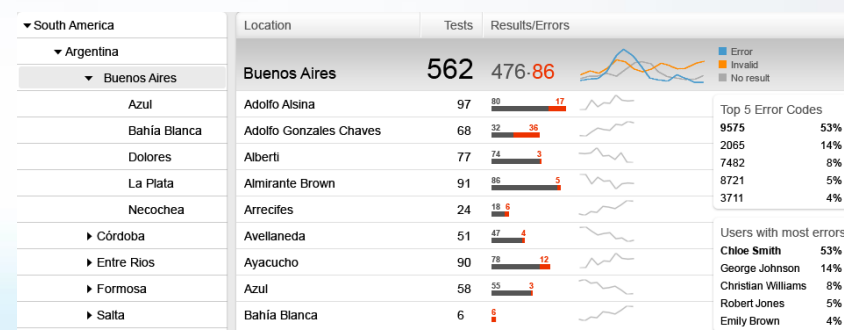 South America
Argentina
Buenos Aires
Azul
Bahía Blanca
Dolores
La Plata
Necochea
Córdoba
Entre Rios
Formosa
Salta
Location Tests Results/Errors
Buenos Aires 562 476·86
Error
Invalid
No result
Adolfo Alsina 97 80 17
Adolfo Gonzales Chaves 68 32 36
Alberti 77 74 3
Almirante Brown 91 86 5
Arrecifes 24 18 6
Avellaneda 51 47 4
Ayacucho 90 78 12
Azul 58 55 3
Bahía Blanca 6 6
Top 5 Error Codes
9575 53%
2065 14%
7482 8%
8721 5%
3711 4%
Users with most errors
Chloe Smith 53%
George Johnson 14%
Christian Williams 8%
Robert Jones 5%
Emily Brown 4%